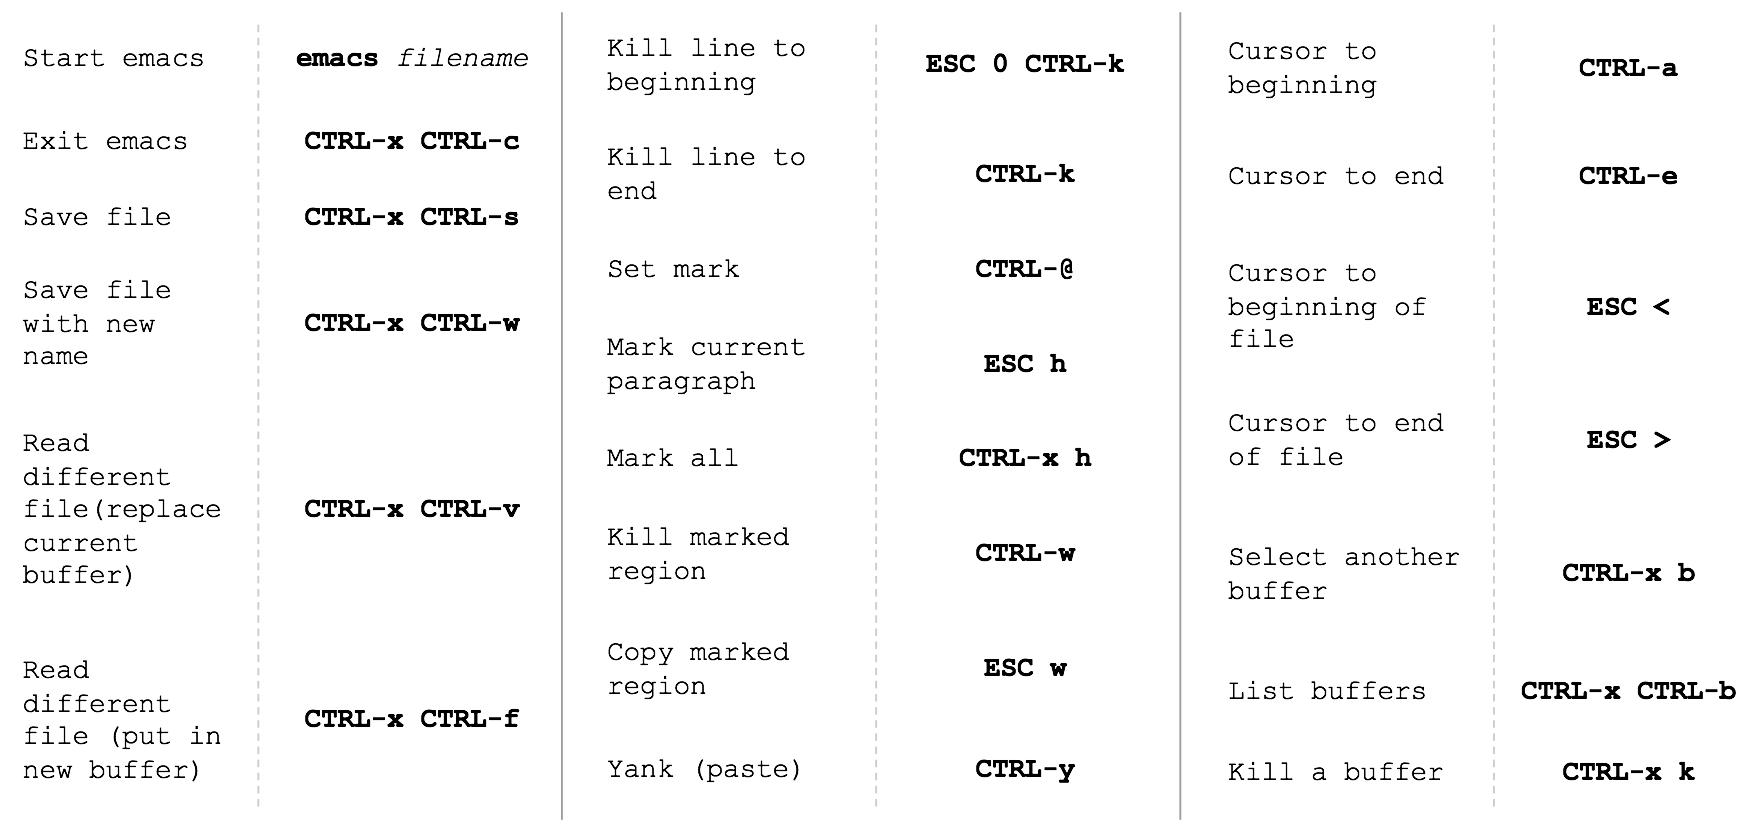 Start emacs
emacs filename
Exit emacs
CTRL-x CTRL-c
Save file
CTRL-x CTRL-s
Save file
with new
name
CTRL-x CTRL-w
Read
different
file(replace
current
buffer)
CTRL-x CTRL-v
Read
different
file (put in
new buffer)
CTRL-x CTRL-f
Kill line to
beginning
ESC 0 CTRL-k
Kill line to
end
CTRL-k
Set mark
CTRL-@
Mark current
paragraph
ESC h
Mark all
CTRL-x h
Kill marked
region
CTRL-w
Copy marked
region
ESC w
Yank (paste)
CTRL-y
Cursor to
beginning
CTRL-a
Cursor to end
CTRL-e
Cursor to
beginning of
file
ESC <
Cursor to end
of file
ESC >
Select another
buffer
CTRL-x b
List buffers
CTRL-x CTRL-b
Kill a buffer
CTRL-x k